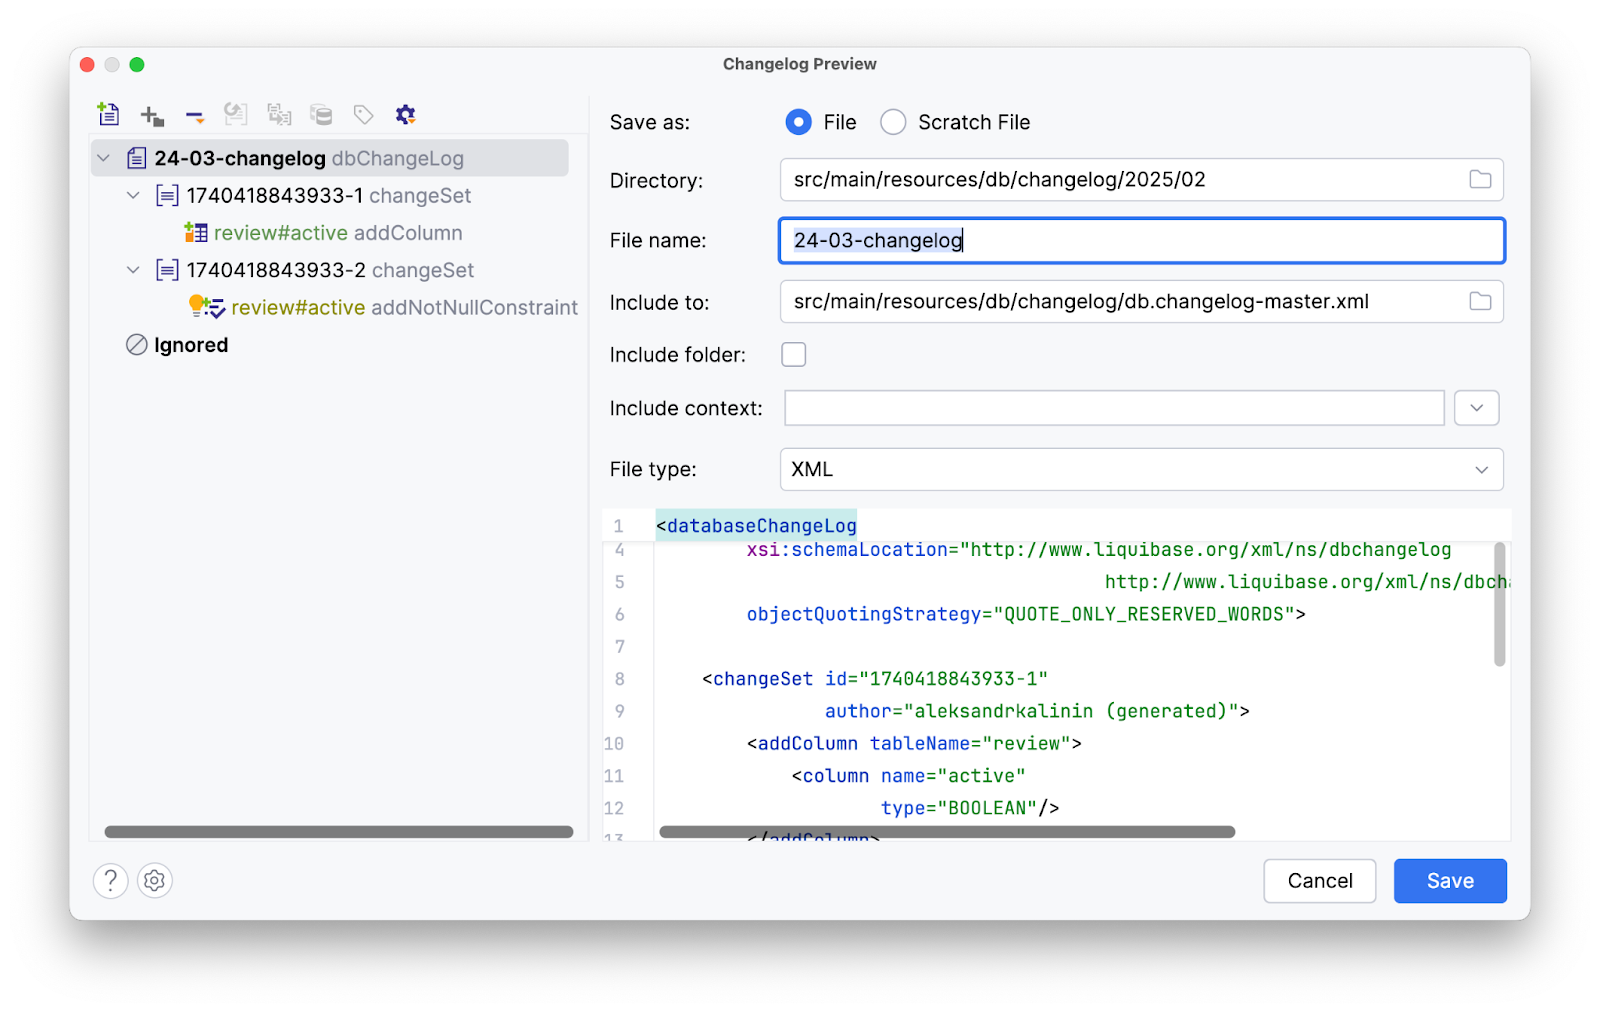 Changelog Preview
24-03-changelog dbChangeLog
1740418843933-1 changeSet
review#active addColumn
1740418843933-2 changeSet
review#active addNotNullConstraint
Ignored
Save as: File Scratch File
Directory: src/main/resources/db/changelog/2025/02
File name: 24-03-changelog
Include to: src/main/resources/db/changelog/db.changelog-master.xml
Include folder:
Include context:
File type: XML
1 <databaseChangeLog
4 xsi:schemaLocation="http://www.liquibase.org/xml/ns/dbchangelog
5 http://www.liquibase.org/xml/ns/dbcha
6 objectQuotingStrategy="QUOTE_ONLY_RESERVED_WORDS">
7
8 <changeSet id="1740418843933-1"
9 author="aleksandrkalinin (generated)">
10 <addColumn tableName="review">
11 <column name="active"
12 type="BOOLEAN"/>
13 </addColumn>
? Cancel Save